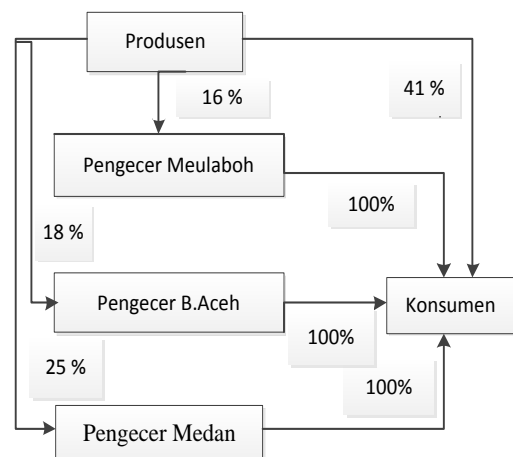 Produsen
16 %
41 %
Pengecer Meulaboh
100%
18 %
Pengecer B.Aceh
Konsumen
100%
25 %
100%
Pengecer Medan